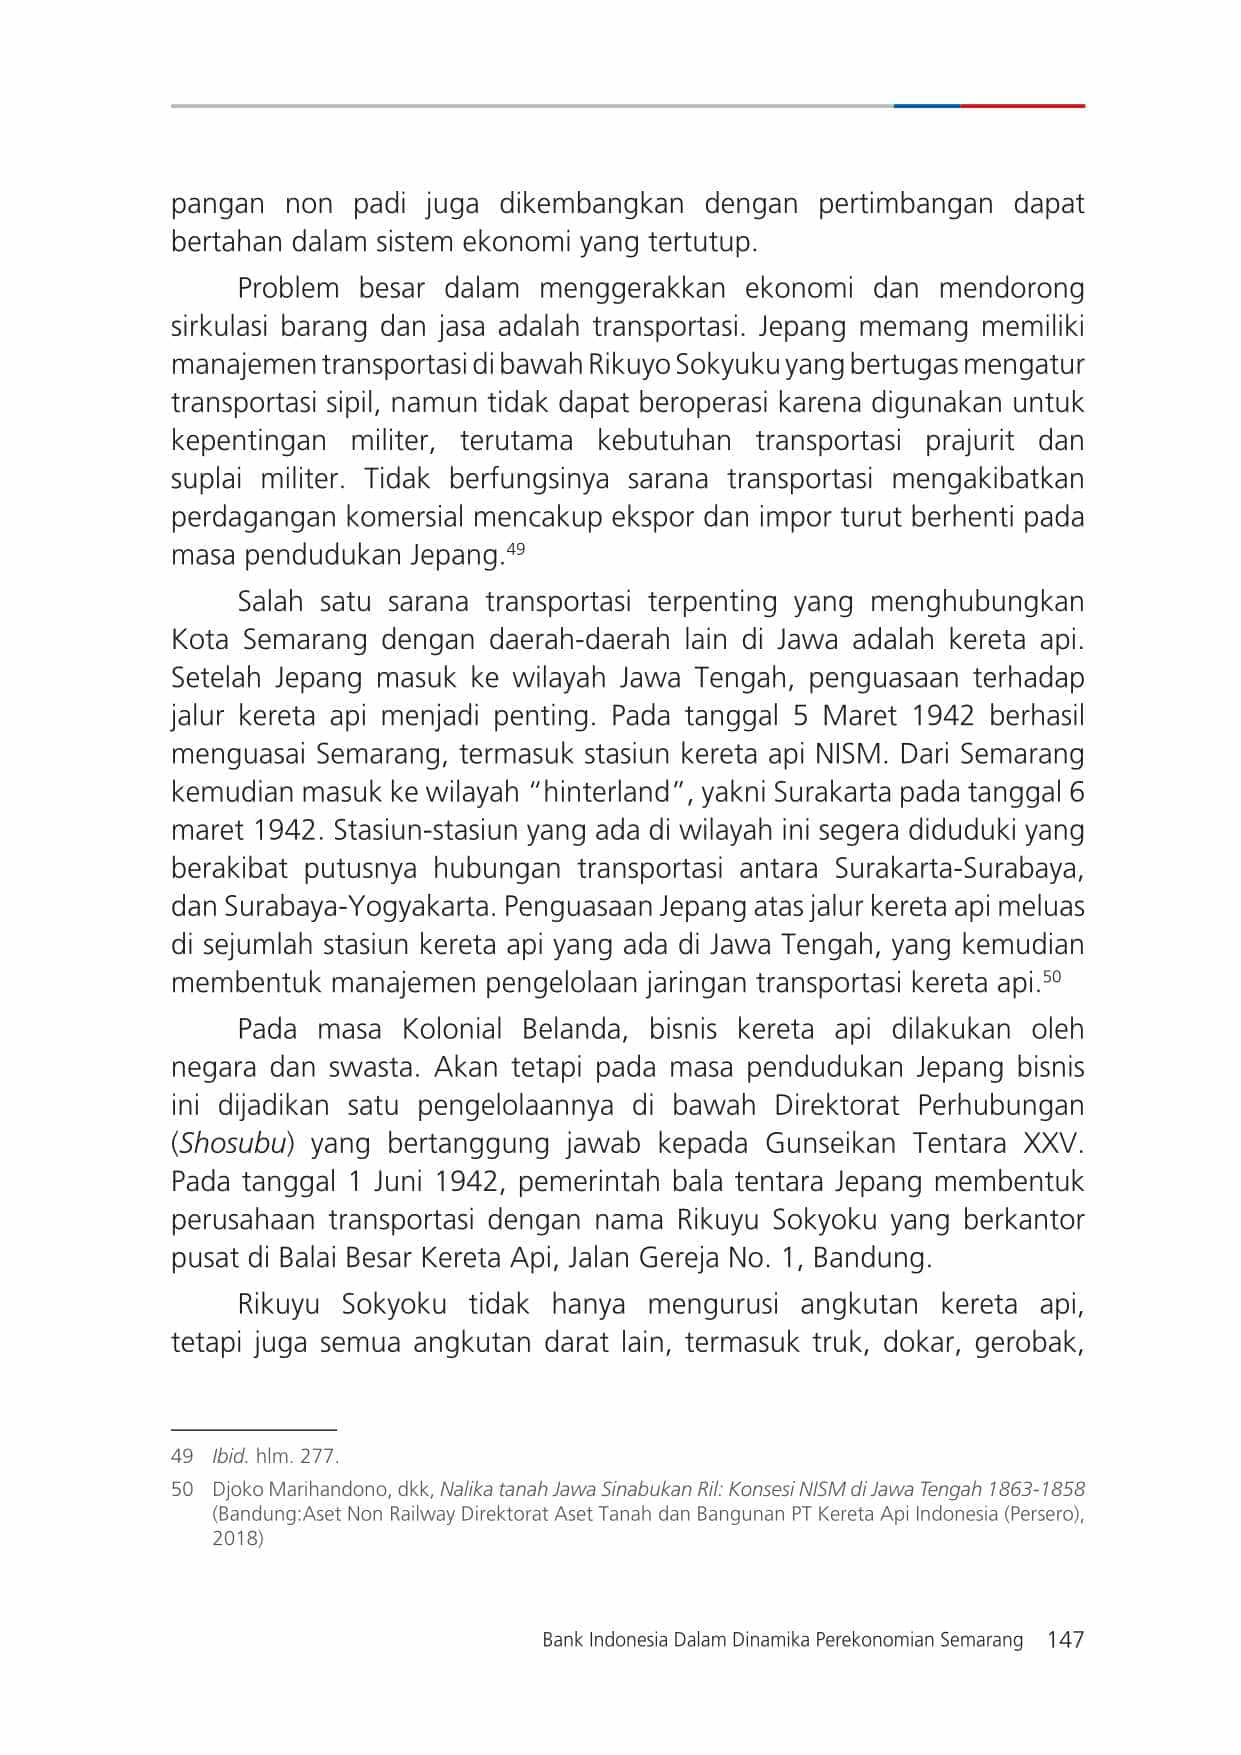 pangan non padi juga dikembangkan dengan pertimbangan dapat
bertahan dalam sistem ekonomi yang tertutup.
Problem besar dalam menggerakkan ekonomi dan mendorong
sirkulasi barang dan jasa adalah transportasi. Jepang memang memiliki
manajemen transportasi di bawah Rikuyo Sokyuku yang bertugas mengatur
transportasi sipil, namun tidak dapat beroperasi karena digunakan untuk
kepentingan militer, terutama kebutuhan transportasi prajurit dan
suplai militer. Tidak berfungsinya sarana transportasi mengakibatkan
perdagangan komersial mencakup ekspor dan impor turut berhenti pada
masa pendudukan Jepang.49
Salah satu sarana transportasi terpenting yang menghubungkan
Kota Semarang dengan daerah-daerah lain di Jawa adalah kereta api.
Setelah Jepang masuk ke wilayah Jawa Tengah, penguasaan terhadap
jalur kereta api menjadi penting. Pada tanggal 5 Maret 1942 berhasil
menguasai Semarang, termasuk stasiun kereta api NISM. Dari Semarang
kemudian masuk ke wilayah “hinterland”, yakni Surakarta pada tanggal 6
maret 1942. Stasiun-stasiun yang ada di wilayah ini segera diduduki yang
berakibat putusnya hubungan transportasi antara Surakarta-Surabaya,
dan Surabaya-Yogyakarta. Penguasaan Jepang atas jalur kereta api meluas
di sejumlah stasiun kereta api yang ada di Jawa Tengah, yang kemudian
membentuk manajemen pengelolaan jaringan transportasi kereta api.50
Pada masa Kolonial Belanda, bisnis kereta api dilakukan oleh
negara dan swasta. Akan tetapi pada masa pendudukan Jepang bisnis
ini dijadikan satu pengelolaannya di bawah Direktorat Perhubungan
(Shosubu) yang bertanggung jawab kepada Gunseikan Tentara XXV.
Pada tanggal 1 Juni 1942, pemerintah bala tentara Jepang membentuk
perusahaan transportasi dengan nama Rikuyu Sokyoku yang berkantor
pusat di Balai Besar Kereta Api, Jalan Gereja No. 1, Bandung.
Rikuyu Sokyoku tidak hanya mengurusi angkutan kereta api,
tetapi juga semua angkutan darat lain, termasuk truk, dokar, gerobak,
49 Ibid. hlm. 277.
50 Djoko Marihandono, dkk, Nalika tanah Jawa Sinabukan Ril: Konsesi NISM di Jawa Tengah 1863-1858
(Bandung:Aset Non Railway Direktorat Aset Tanah dan Bangunan PT Kereta Api Indonesia (Persero),
2018)
Bank Indonesia Dalam Dinamika Perekonomian Semarang 147